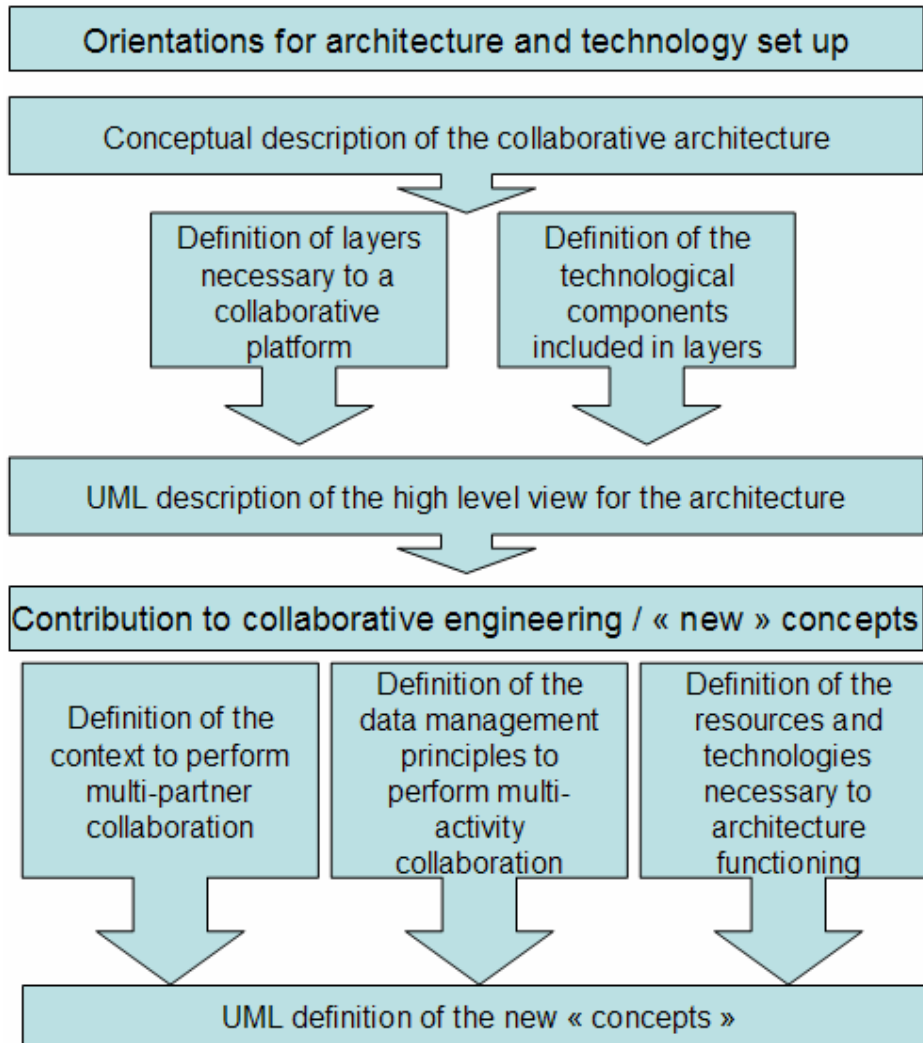 Orientations for architecture and technology set up
Conceptual description of the collaborative architecture
Definition of layers
necessary to a
collaborative
platform
Definition of the
technological
components
included in layers
UML description of the high level view for the architecture
Contribution to collaborative engineering / « new » concepts
Definition of the
context to perform
multi-partner
collaboration
Definition of the
data management
principles to
perform multi-
activity
collaboration
Definition of the
resources and
technologies
necessary to
architecture
functioning
UML definition of the new « concepts »